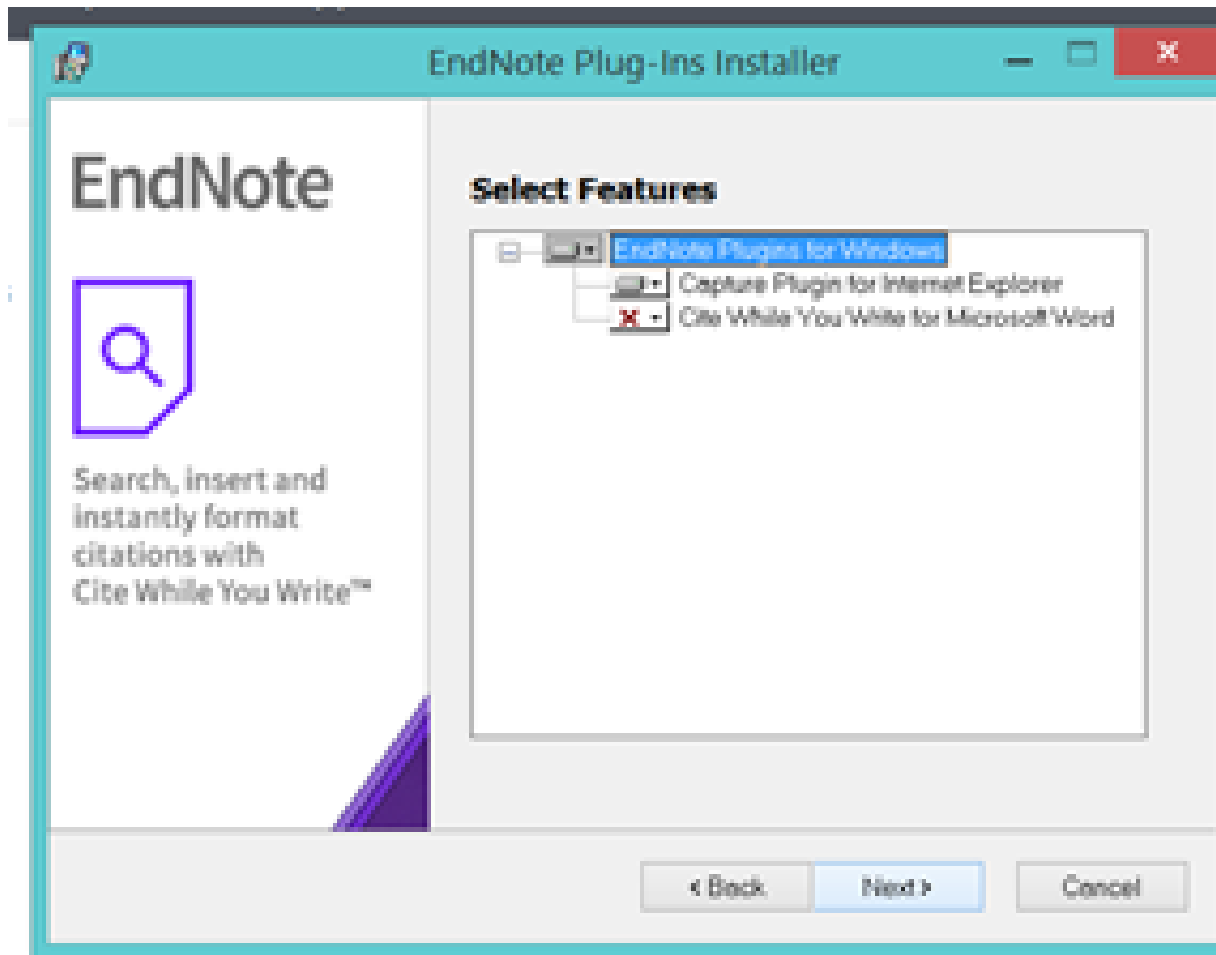 EndNote Plug-Ins Installer
EndNote
Select Features
EndNote Plugins for Windows
Capture Plugin for Internet Explorer
Cite While You Write for Microsoft Word
Search, insert and
instantly format
citations with
Cite While You Write™
< Back
Next >
Cancel